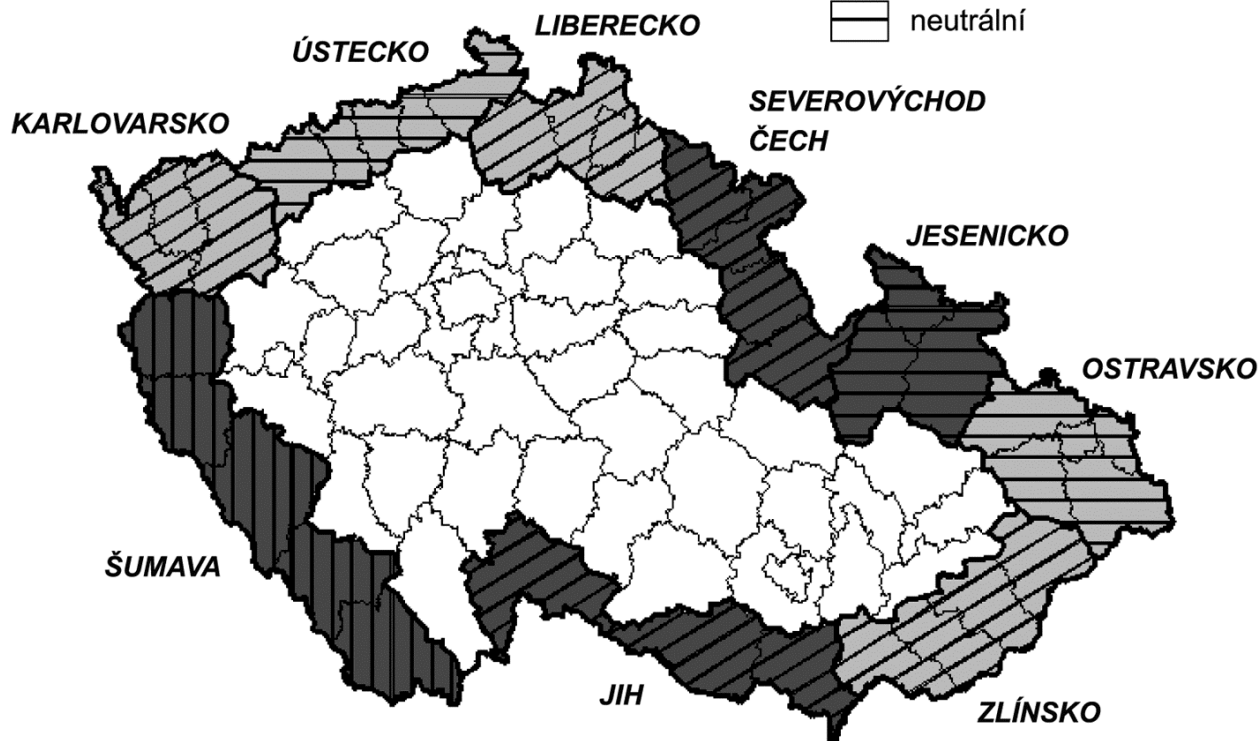 neutrální
LIBERECKO
ÚSTECKO
SEVEROVÝCHOD
ČECH
KARLOVARSKO
JESENICKO
OSTRAVSKO
ŠUMAVA
JIH
ZLÍNSKO